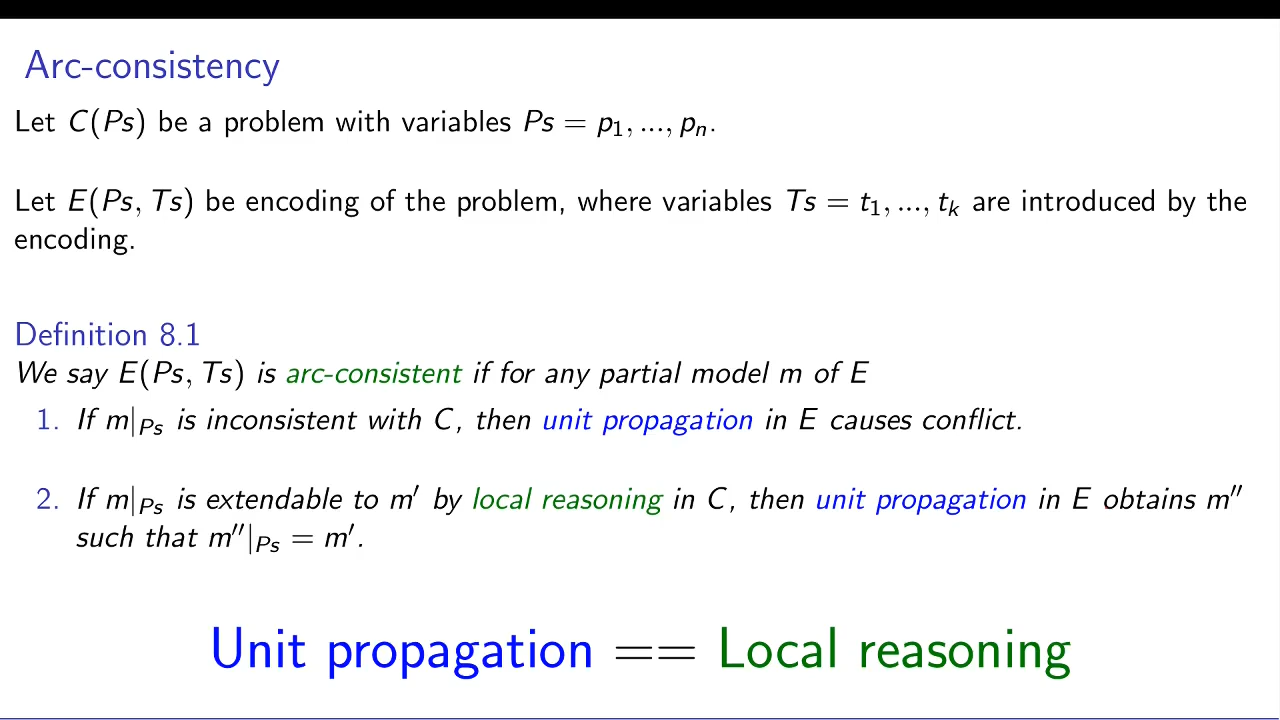 Arc-consistency
Let C(Ps) be a problem with variables Ps = p₁, ..., pₙ.
Let E(Ps, Ts) be encoding of the problem, where variables Ts = t₁, ..., tₖ are introduced by the
encoding.
Definition 8.1
We say E(Ps, Ts) is arc-consistent if for any partial model m of E
1. If m|Ps is inconsistent with C, then unit propagation in E causes conflict.
2. If m|Ps is extendable to m′ by local reasoning in C, then unit propagation in E obtains m″
such that m″|Ps = m′.
Unit propagation == Local reasoning